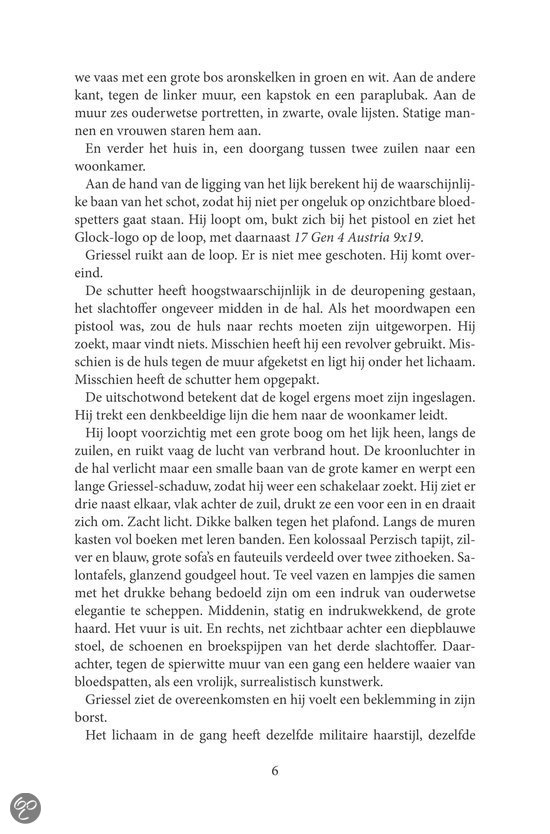 we vaas met een grote bos aronskelken in groen en wit. Aan de andere
kant, tegen de linker muur, een kapstok en een paraplubak. Aan de
muur zes ouderwetse portretten, in zwarte, ovale lijsten. Statige man-
nen en vrouwen staren hem aan.
En verder het huis in, een doorgang tussen twee zuilen naar een
woonkamer.
Aan de hand van de ligging van het lijk berekent hij de waarschijnlij-
ke baan van het schot, zodat hij niet per ongeluk op onzichtbare bloed-
spetters gaat staan. Hij loopt om, bukt zich bij het pistool en ziet het
Glock-logo op de loop, met daarnaast 17 Gen 4 Austria 9x19.
Griessel ruikt aan de loop. Er is niet mee geschoten. Hij komt over-
eind.
De schutter heeft hoogstwaarschijnlijk in de deuropening gestaan,
het slachtoffer ongeveer midden in de hal. Als het moordwapen een
pistool was, zou de huls naar rechts moeten zijn uitgeworpen. Hij
zoekt, maar vindt niets. Misschien heeft hij een revolver gebruikt. Mis-
schien is de huls tegen de muur afgeketst en ligt hij onder het lichaam.
Misschien heeft de schutter hem opgepakt.
De uitschotwond betekent dat de kogel ergens moet zijn ingeslagen.
Hij trekt een denkbeeldige lijn die hem naar de woonkamer leidt.
Hij loopt voorzichtig met een grote boog om het lijk heen, langs de
zuilen, en ruikt vaag de lucht van verbrand hout. De kroonluchter in
de hal verlicht maar een smalle baan van de grote kamer en werpt een
lange Griessel-schaduw, zodat hij weer een schakelaar zoekt. Hij ziet er
drie naast elkaar, vlak achter de zuil, drukt ze een voor een in en draait
zich om. Zacht licht. Dikke balken tegen het plafond. Langs de muren
kasten vol boeken met leren banden. Een kolossaal Perzisch tapijt, zil-
ver en blauw, grote sofa's en fauteuils verdeeld over twee zithoeken. Sa-
lontafels, glanzend goudgeel hout. Te veel vazen en lampjes die samen
met het drukke behang bedoeld zijn om een indruk van ouderwetse
elegantie te scheppen. Middenin, statig en indrukwekkend, de grote
haard. Het vuur is uit. En rechts, net zichtbaar achter een diepblauwe
stoel, de schoenen en broekspijpen van het derde slachtoffer. Daar-
achter, tegen de spierwitte muur van een gang een heldere waaier van
bloedspatten, als een vrolijk, surrealistisch kunstwerk.
Griessel ziet de overeenkomsten en hij voelt een beklemming in zijn
borst.
Het lichaam in de gang heeft dezelfde militaire haarstijl, dezelfde
6